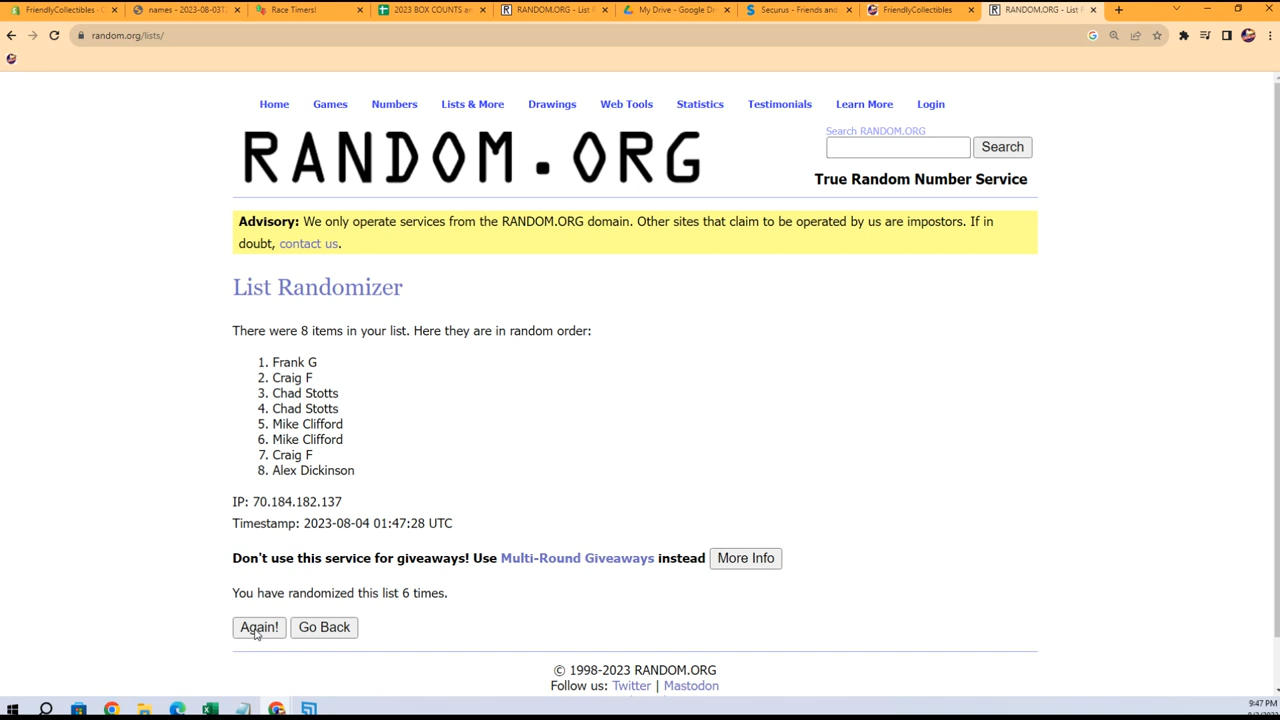 FriendlyCollectibles - C
names - 2023-08-03T
Race Timers!
2023 BOX COUNTS an
RANDOM.ORG - List R
My Drive - Google Dr
Securus - Friends and
FriendlyCollectibles
RANDOM.ORG - List R
random.org/lists/
Home Games Numbers Lists & More Drawings Web Tools Statistics Testimonials Learn More Login
RANDOM.ORG
Search RANDOM.ORG
Search
True Random Number Service
Advisory: We only operate services from the RANDOM.ORG domain. Other sites that claim to be operated by us are impostors. If in
doubt, contact us.
List Randomizer
There were 8 items in your list. Here they are in random order:
1. Frank G
2. Craig F
3. Chad Stotts
4. Chad Stotts
5. Mike Clifford
6. Mike Clifford
7. Craig F
8. Alex Dickinson
IP: 70.184.182.137
Timestamp: 2023-08-04 01:47:28 UTC
Don't use this service for giveaways! Use Multi-Round Giveaways instead More Info
You have randomized this list 6 times.
Again! Go Back
© 1998-2023 RANDOM.ORG
Follow us: Twitter | Mastodon
9:47 PM